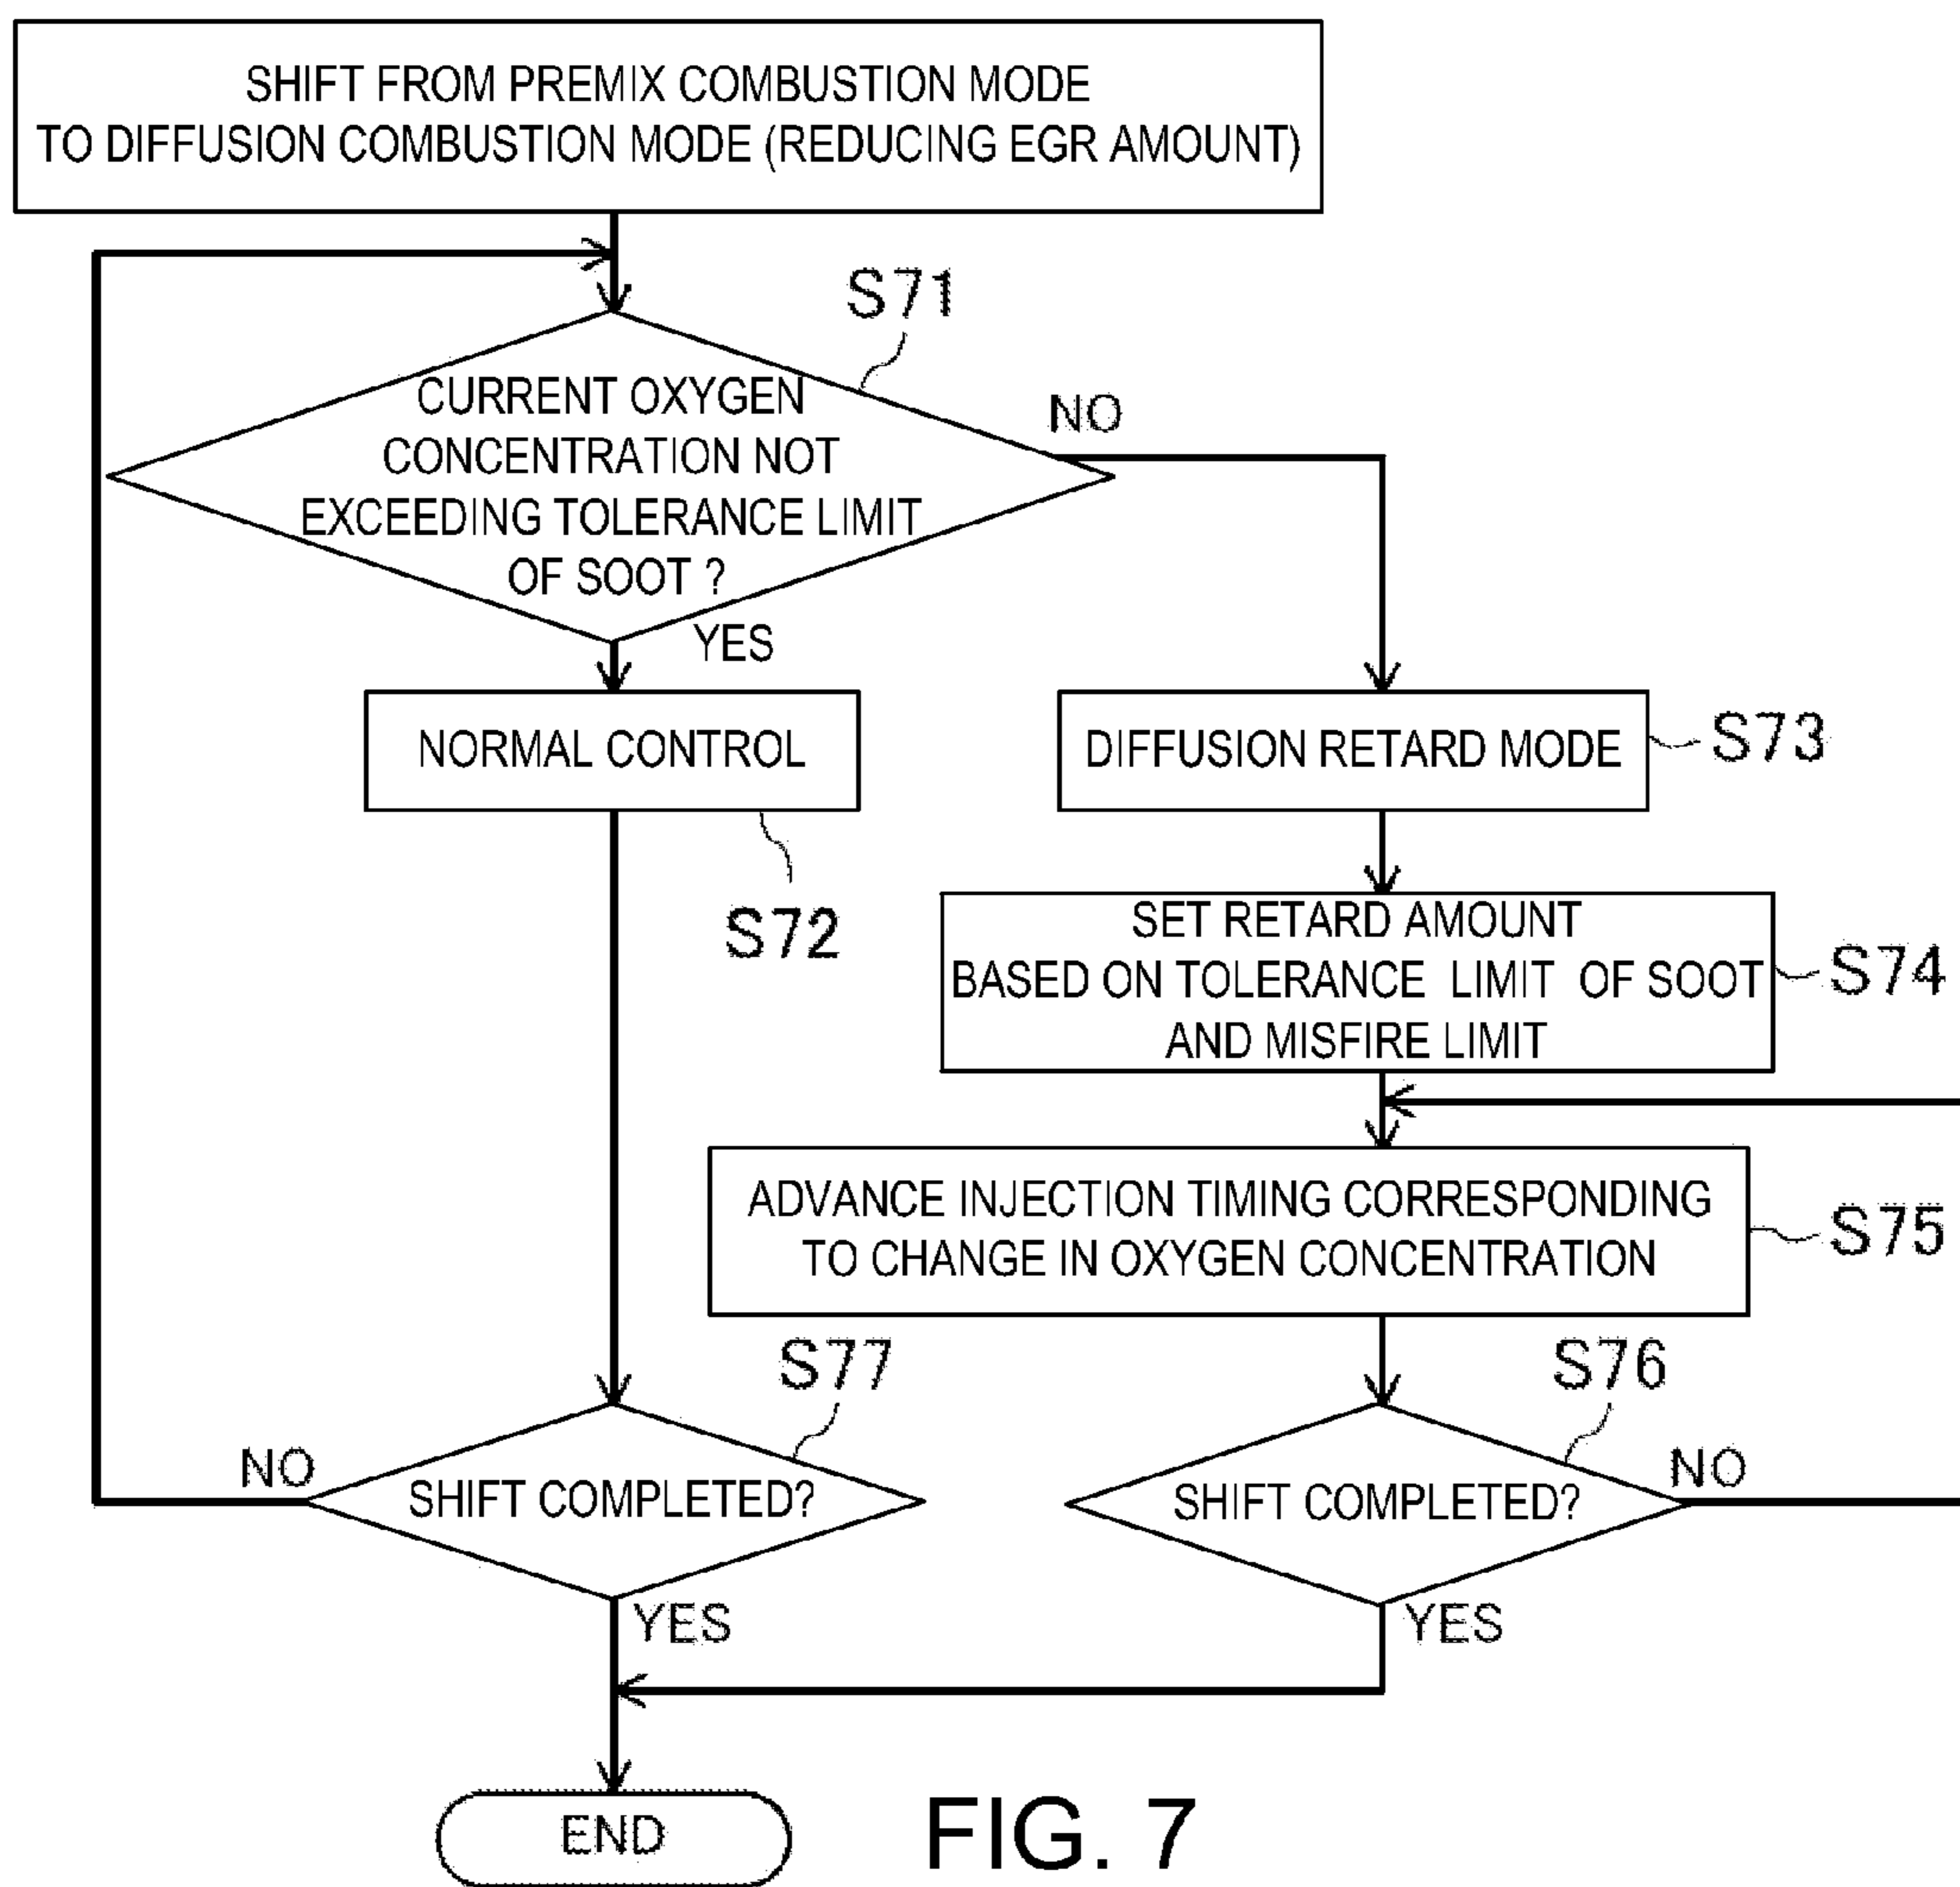 SHIFT FROM PREMIX COMBUSTION MODE
TO DIFFUSION COMBUSTION MODE (REDUCING EGR AMOUNT)
S71
CURRENT OXYGEN
CONCENTRATION NOT
EXCEEDING TOLERANCE LIMIT
OF SOOT ?
NO
YES
NORMAL CONTROL
S72
DIFFUSION RETARD MODE
S73
SET RETARD AMOUNT
BASED ON TOLERANCE LIMIT OF SOOT
AND MISFIRE LIMIT
S74
ADVANCE INJECTION TIMING CORRESPONDING
TO CHANGE IN OXYGEN CONCENTRATION
S75
S77
NO
SHIFT COMPLETED?
YES
S76
SHIFT COMPLETED?
NO
YES
END
FIG. 7